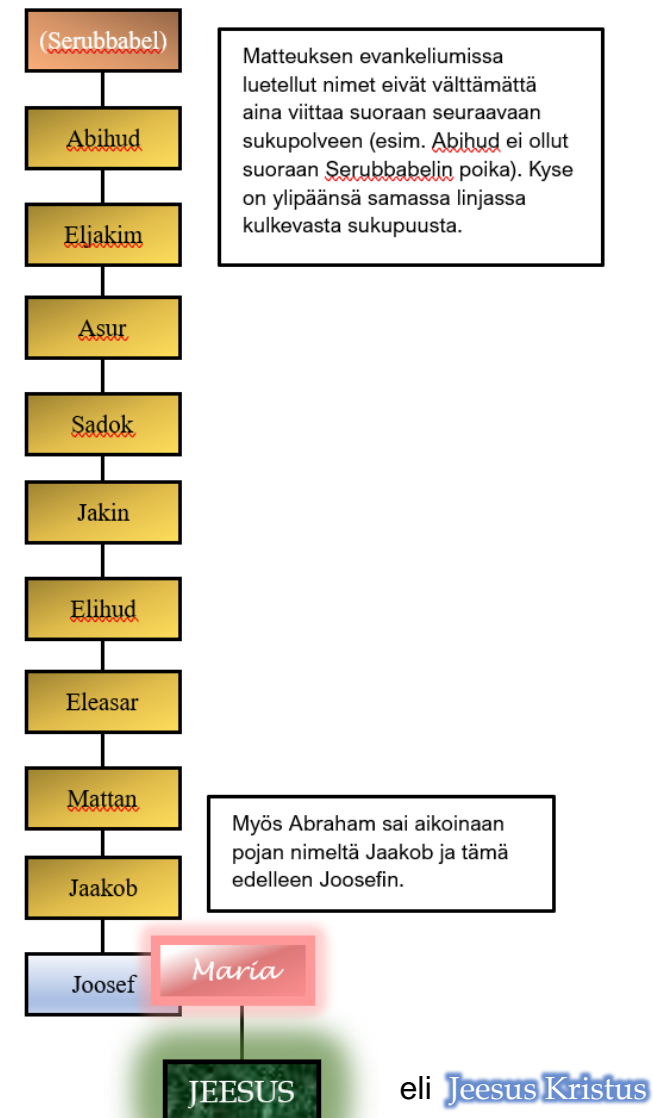 (Serubbabel)
Matteuksen evankeliumissa
luetellut nimet eivät välttämättä
aina viittaa suoraan seuraavaan
sukupolveen (esim. Abihud ei ollut
suoraan Serubbabelin poika). Kyse
on ylipäänsä samassa linjassa
kulkevasta sukupuusta.
Abihud
Eljakim
Asur
Sadok
Jakin
Elihud
Eleasar
Mattan
Myös Abraham sai aikoinaan
pojan nimeltä Jaakob ja tämä
edelleen Joosefin.
Jaakob
Joosef
Maria
JEESUS
eli Jeesus Kristus